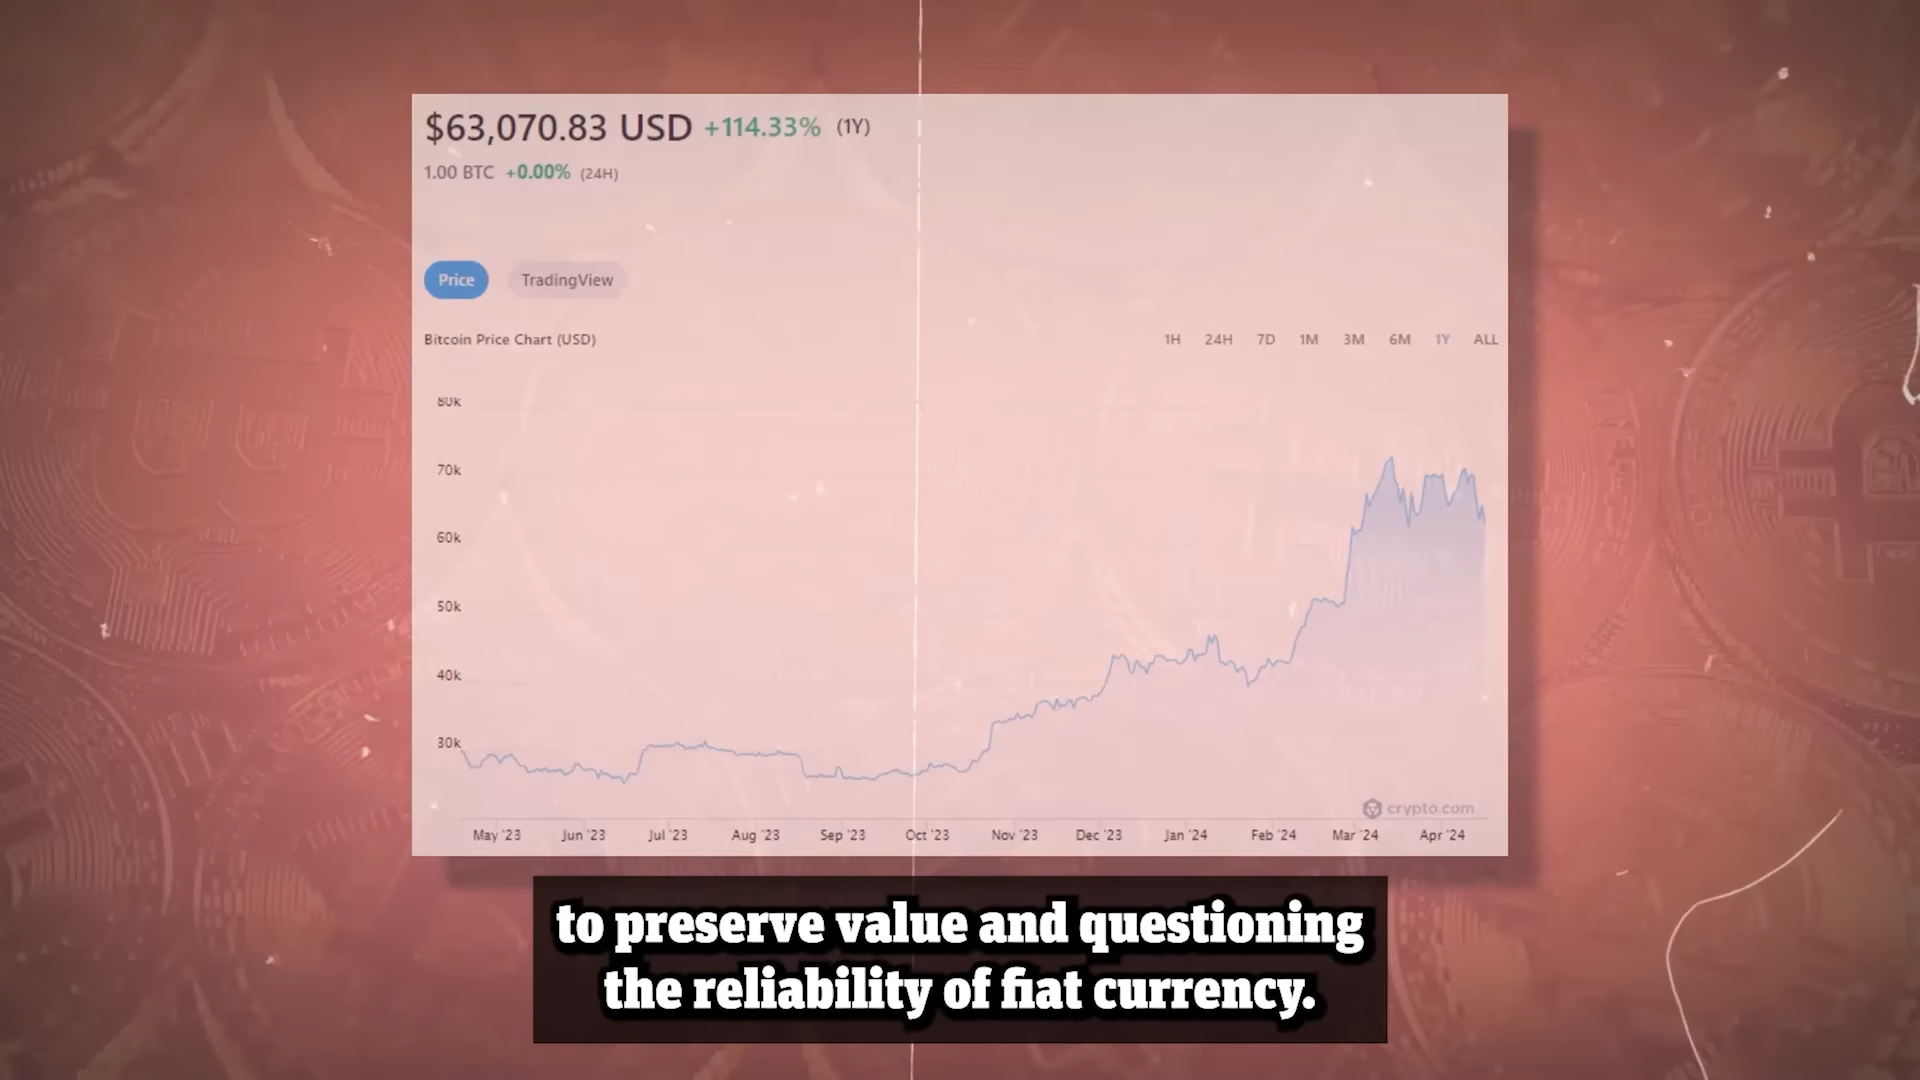 $63,070.83 USD +114.33% (1Y)
1.00 BTC +0.00% (24H)
Price TradingView
Bitcoin Price Chart (USD) 1H 24H 7D 1M 3M 6M 1Y ALL
80k
70k
60k
50k
40k
30k
crypto.com
May '23 Jun '23 Jul '23 Aug '23 Sep '23 Oct '23 Nov '23 Dec '23 Jan '24 Feb '24 Mar '24 Apr '24
to preserve value and questioning
the reliability of fiat currency.